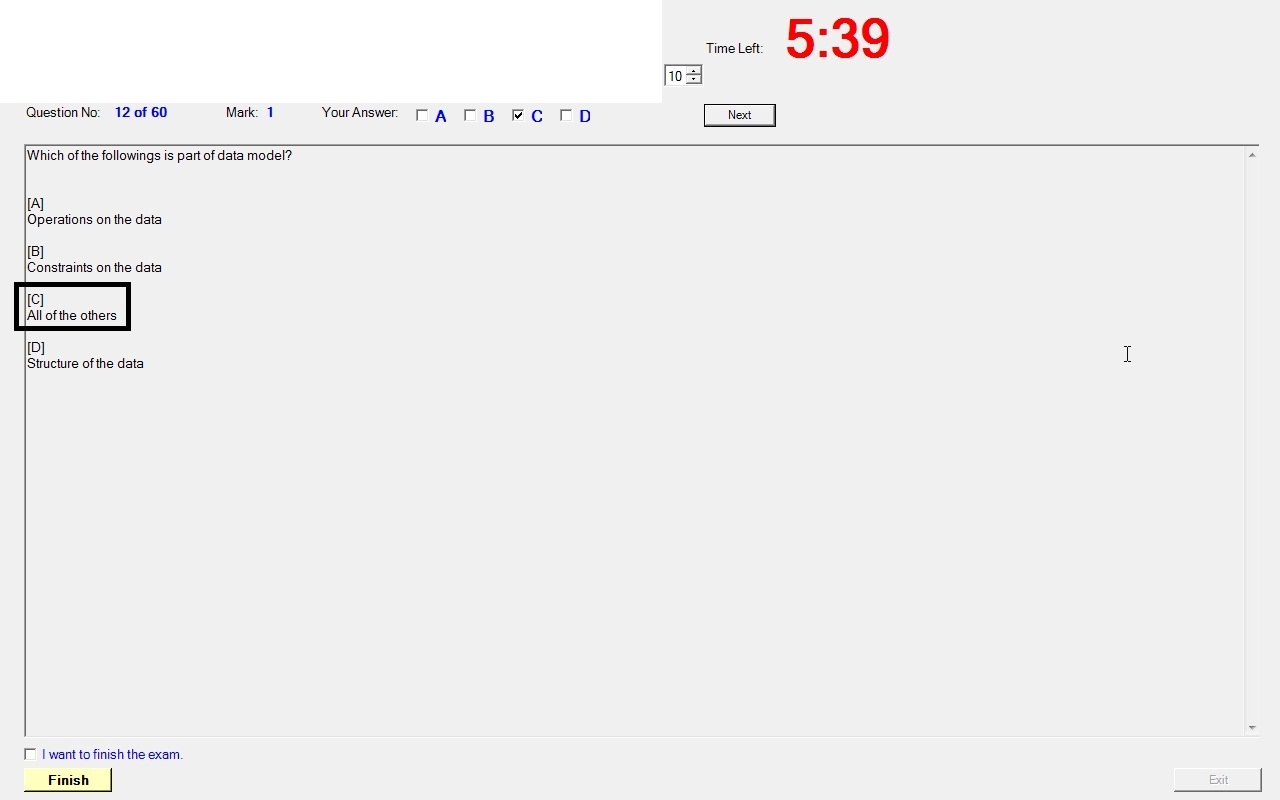 Time Left: 5:39
10
Question No: 12 of 60 Mark: 1 Your Answer: A B C D Next
Which of the followings is part of data model?
[A]
Operations on the data
[B]
Constraints on the data
[C]
All of the others
[D]
Structure of the data
I want to finish the exam.
Finish Exit